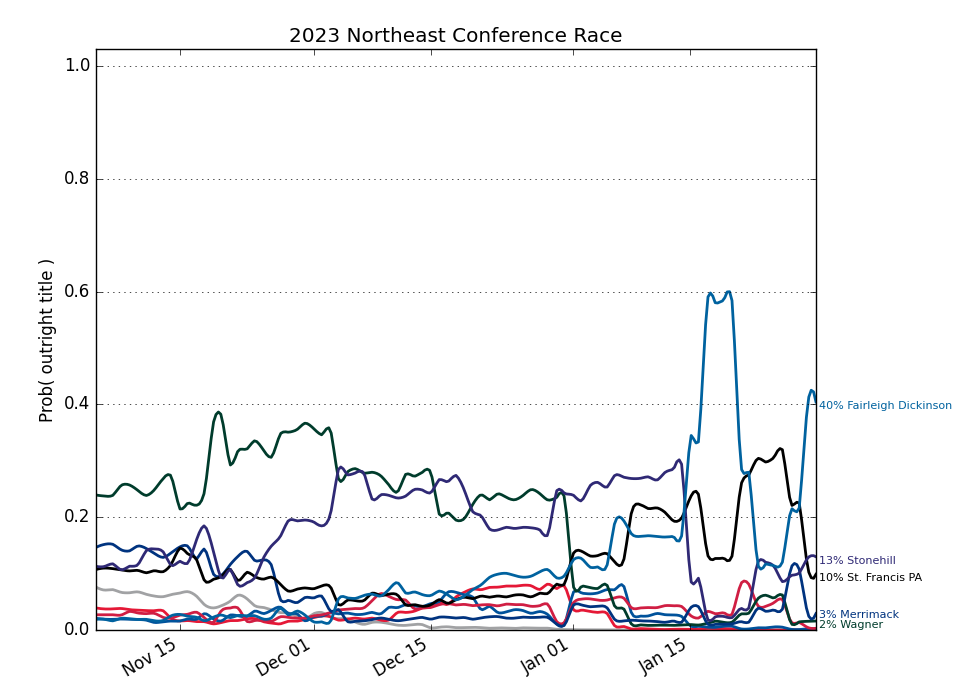 2023 Northeast Conference Race
Prob( outright title )
1.0
0.8
0.6
0.4
0.2
0.0
40% Fairleigh Dickinson
13% Stonehill
10% St. Francis PA
3% Merrimack
2% Wagner
Nov 15
Dec 01
Dec 15
Jan 01
Jan 15